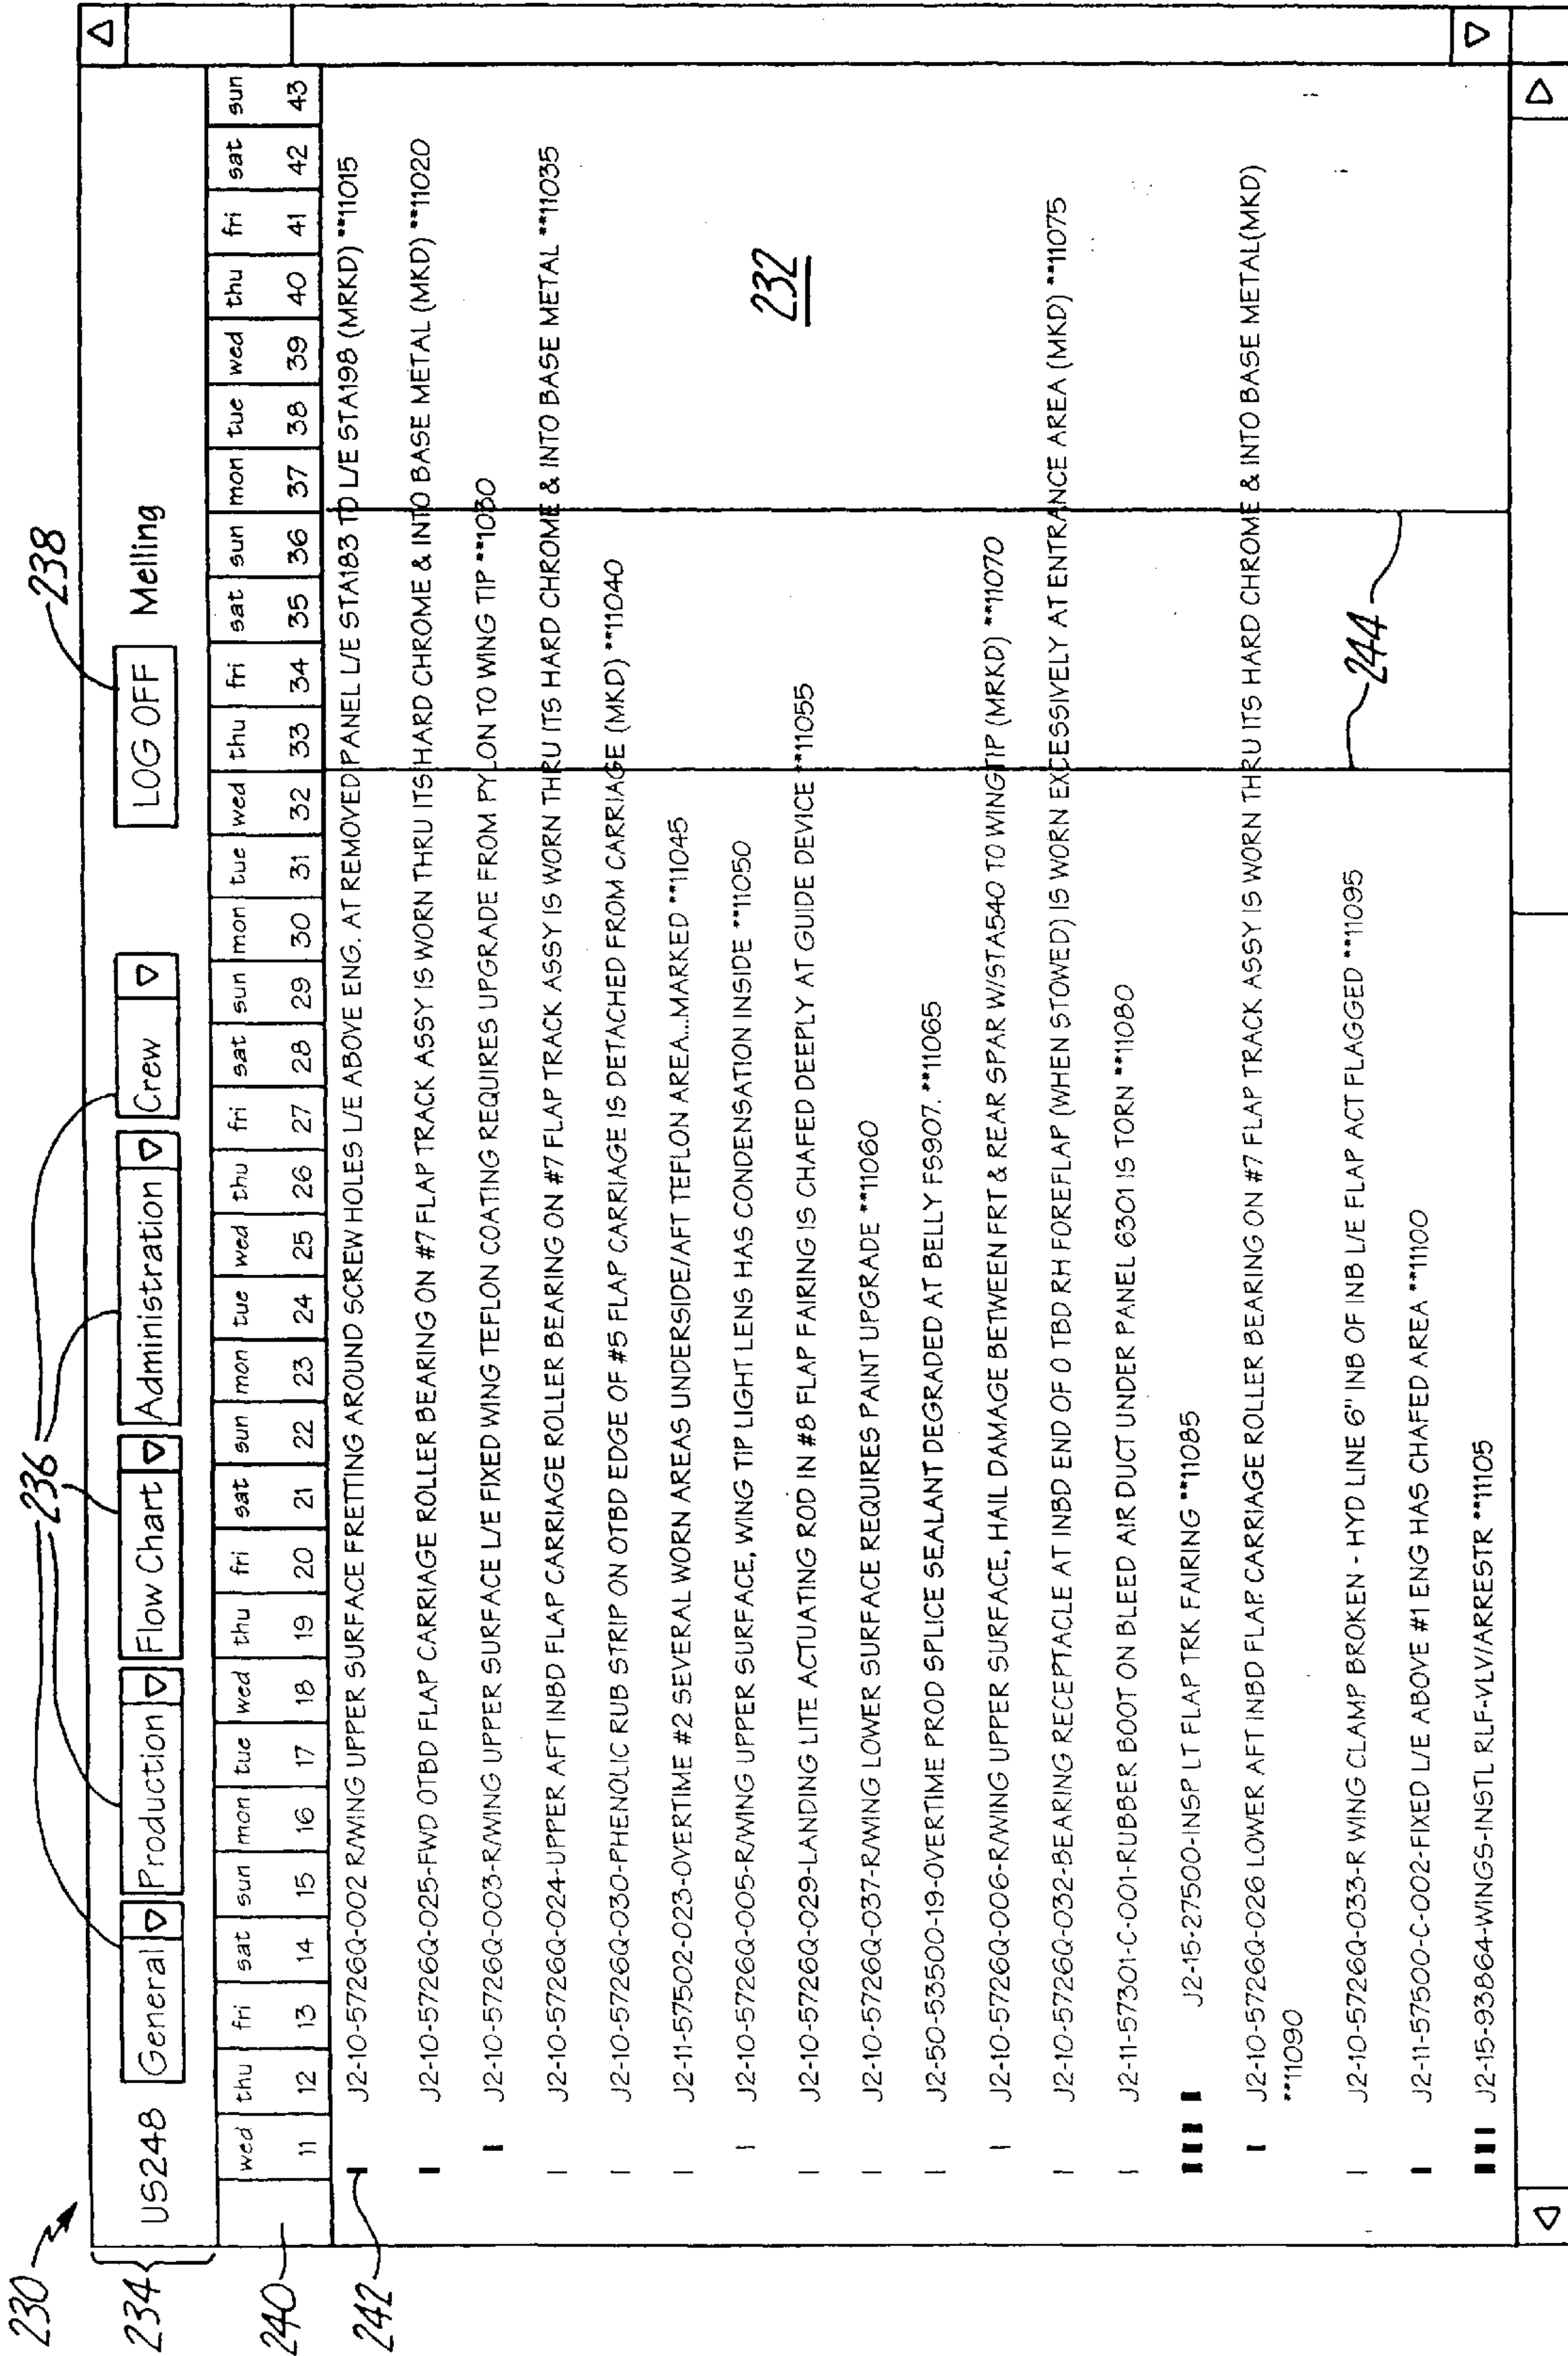 230
234
236
238
US248 General Production Flow Chart Administration Crew LOG OFF Melling
240
wed thu fri sat sun mon tue wed thu fri sat sun mon tue wed thu fri sat sun mon tue wed thu fri sat sun mon tue wed thu fri sat sun
11 12 13 14 15 16 17 18 19 20 21 22 23 24 25 26 27 28 29 30 31 32 33 34 35 36 37 38 39 40 41 42 43
242
J2-10-5726Q-002 R/WING UPPER SURFACE FRETTING AROUND SCREW HOLES L/E ABOVE ENG. AT REMOVED PANEL L/E STA183 TO L/E STA198 (MRKD) **11015
J2-10-5726Q-025-FWD OTBD FLAP CARRIAGE ROLLER BEARING ON #7 FLAP TRACK ASSY IS WORN THRU ITS HARD CHROME & INTO BASE METAL (MKD) **11020
J2-10-5726Q-003-R/WING UPPER SURFACE L/E FIXED WING TEFLON COATING REQUIRES UPGRADE FROM PYLON TO WING TIP **11030
J2-10-5726Q-024-UPPER AFT INBD FLAP CARRIAGE ROLLER BEARING ON #7 FLAP TRACK ASSY IS WORN THRU ITS HARD CHROME & INTO BASE METAL **11035
J2-10-5726Q-030-PHENOLIC RUB STRIP ON OTBD EDGE OF #5 FLAP CARRIAGE IS DETACHED FROM CARRIAGE (MKD) **11040
J2-11-57502-023-OVERTIME #2 SEVERAL WORN AREAS UNDERSIDE/AFT TEFLON AREA...MARKED **11045
J2-10-5726Q-005-R/WING UPPER SURFACE, WING TIP LIGHT LENS HAS CONDENSATION INSIDE **11050
232
J2-10-5726Q-029-LANDING LITE ACTUATING ROD IN #8 FLAP FAIRING IS CHAFED DEEPLY AT GUIDE DEVICE **11055
J2-10-5726Q-037-R/WING LOWER SURFACE REQUIRES PAINT UPGRADE **11060
J2-50-53500-19-OVERTIME PROD SPLICE SEALANT DEGRADED AT BELLY FS907. **11065
J2-10-5726Q-006-R/WING UPPER SURFACE, HAIL DAMAGE BETWEEN FRT & REAR SPAR W/STA540 TO WINGTIP (MRKD) **11070
J2-10-5726Q-032-BEARING RECEPTACLE AT INBD END OF O TBD RH FOREFLAP (WHEN STOWED) IS WORN EXCESSIVELY AT ENTRANCE AREA (MKD) **11075
J2-11-57301-C-001-RUBBER BOOT ON BLEED AIR DUCT UNDER PANEL 6301 IS TORN **11080
J2-15-27500-INSP LT FLAP TRK FAIRING **11085
J2-10-5726Q-026 LOWER AFT INBD FLAP CARRIAGE ROLLER BEARING ON #7 FLAP TRACK ASSY IS WORN THRU ITS HARD CHROME & INTO BASE METAL(MKD)
**11090
J2-10-5726Q-033-R WING CLAMP BROKEN - HYD LINE 6" INB OF INB L/E FLAP ACT FLAGGED **11095
244
J2-11-57500-C-002-FIXED L/E ABOVE #1 ENG HAS CHAFED AREA **11100
J2-15-93864-WINGS-INSTL RLF-VLV/ARRESTR **11105